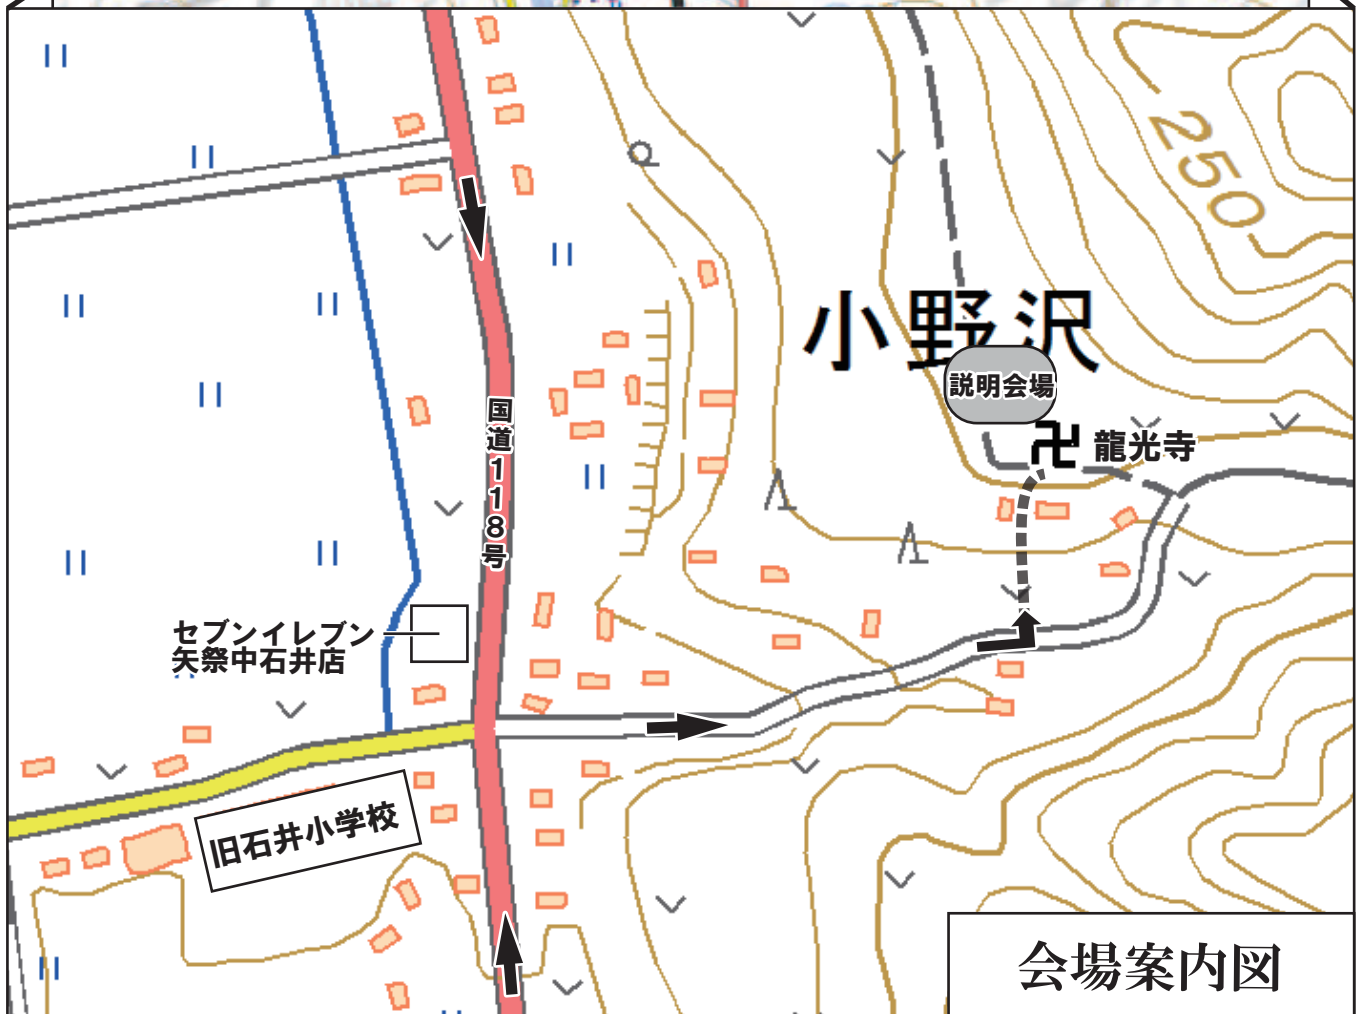 250
小野沢
説明会場
龍光寺
国道118号
セブンイレブン
矢祭中石井店
旧石井小学校
会場案内図